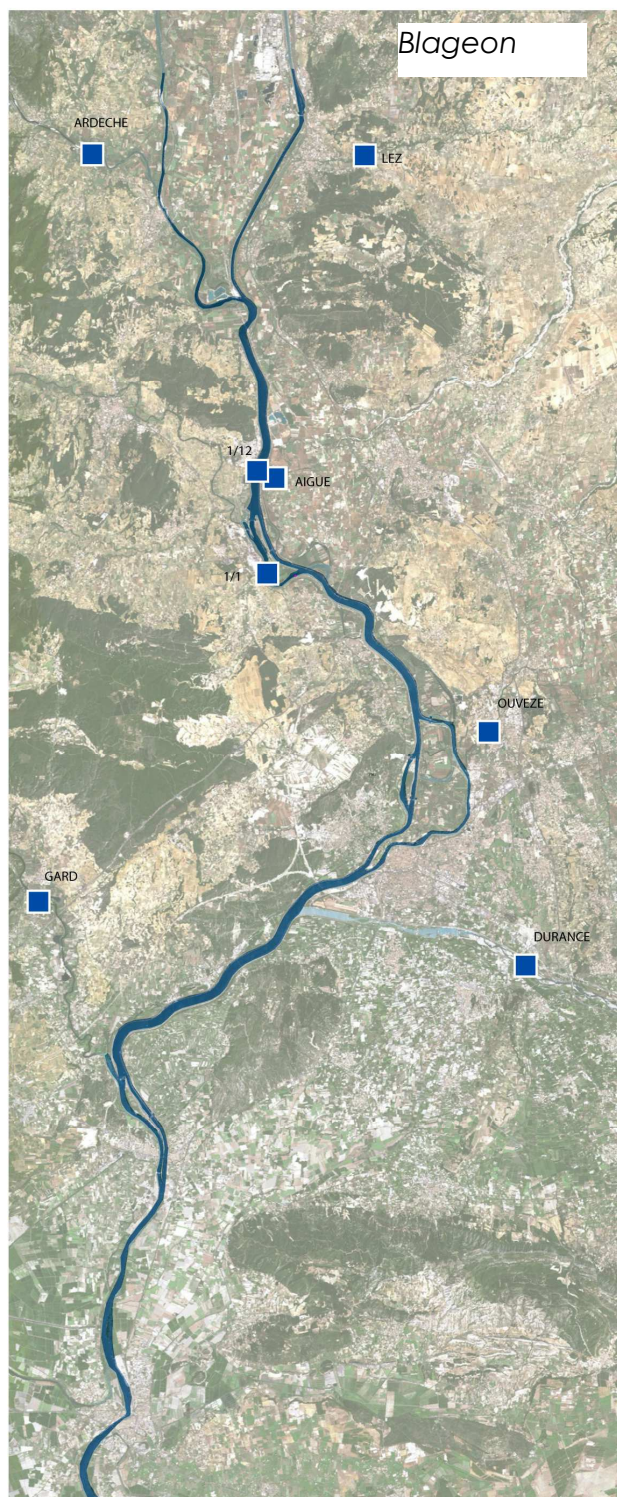 Blageon
ARDECHE
LEZ
1/12
AIGUE
1/1
OUVEZE
GARD
DURANCE